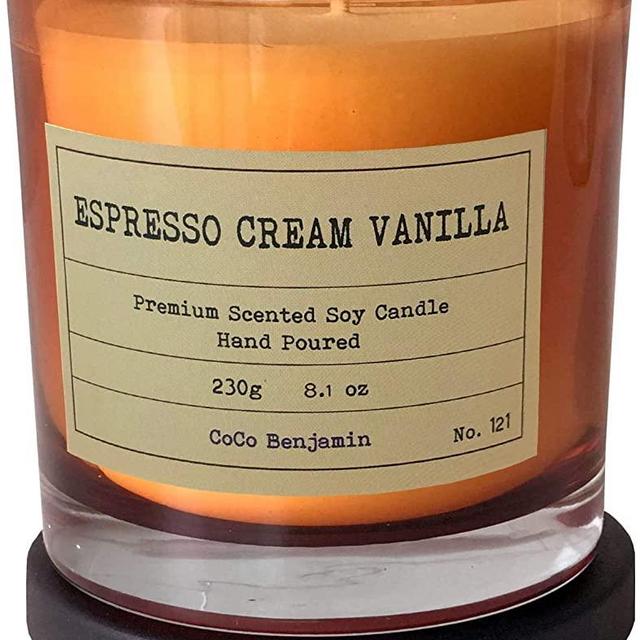 ESPRESSO CREAM VANILLA
Premium Scented Soy Candle
Hand Poured
230g 8.1 oz
CoCo Benjamin No. 121